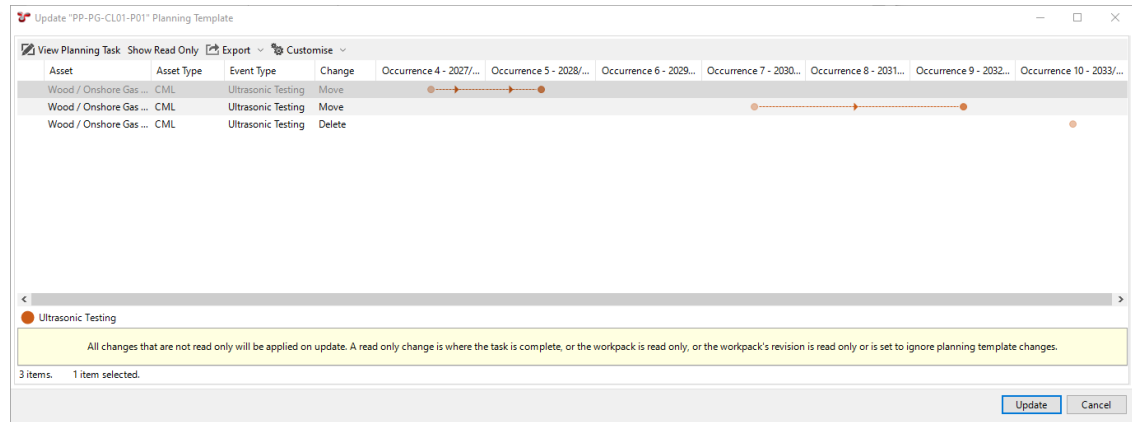 Update "PP-PG-CL01-P01" Planning Template
View Planning Task Show Read Only Export Customise
Asset Asset Type Event Type Change Occurrence 4 - 2027/... Occurrence 5 - 2028/... Occurrence 6 - 2029... Occurrence 7 - 2030... Occurrence 8 - 2031... Occurrence 9 - 2032... Occurrence 10 - 2033/...
Wood / Onshore Gas ... CML Ultrasonic Testing Move
Wood / Onshore Gas ... CML Ultrasonic Testing Move
Wood / Onshore Gas ... CML Ultrasonic Testing Delete
Ultrasonic Testing
All changes that are not read only will be applied on update. A read only change is where the task is complete, or the workpack is read only, or the workpack's revision is read only or is set to ignore planning template changes.
3 items. 1 item selected.
Update Cancel